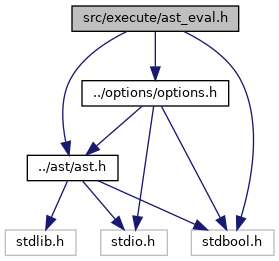 src/execute/ast_eval.h
../options/options.h
../ast/ast.h
stdlib.h
stdio.h
stdbool.h